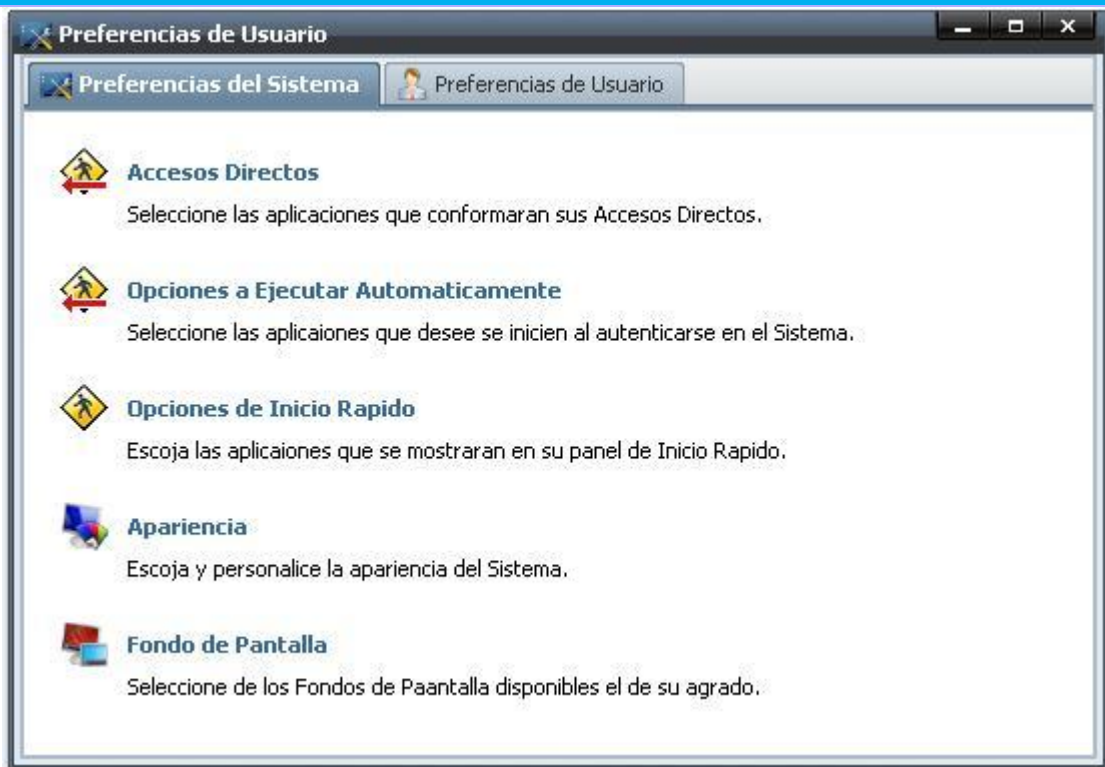 Preferencias de Usuario
Preferencias del Sistema
Preferencias de Usuario
Accesos Directos
Seleccione las aplicaciones que conformaran sus Accesos Directos.
Opciones a Ejecutar Automaticamente
Seleccione las aplicaiones que desee se inicien al autenticarse en el Sistema.
Opciones de Inicio Rapido
Escoja las aplicaiones que se mostraran en su panel de Inicio Rapido.
Apariencia
Escoja y personalice la apariencia del Sistema.
Fondo de Pantalla
Seleccione de los Fondos de Paantalla disponibles el de su agrado.